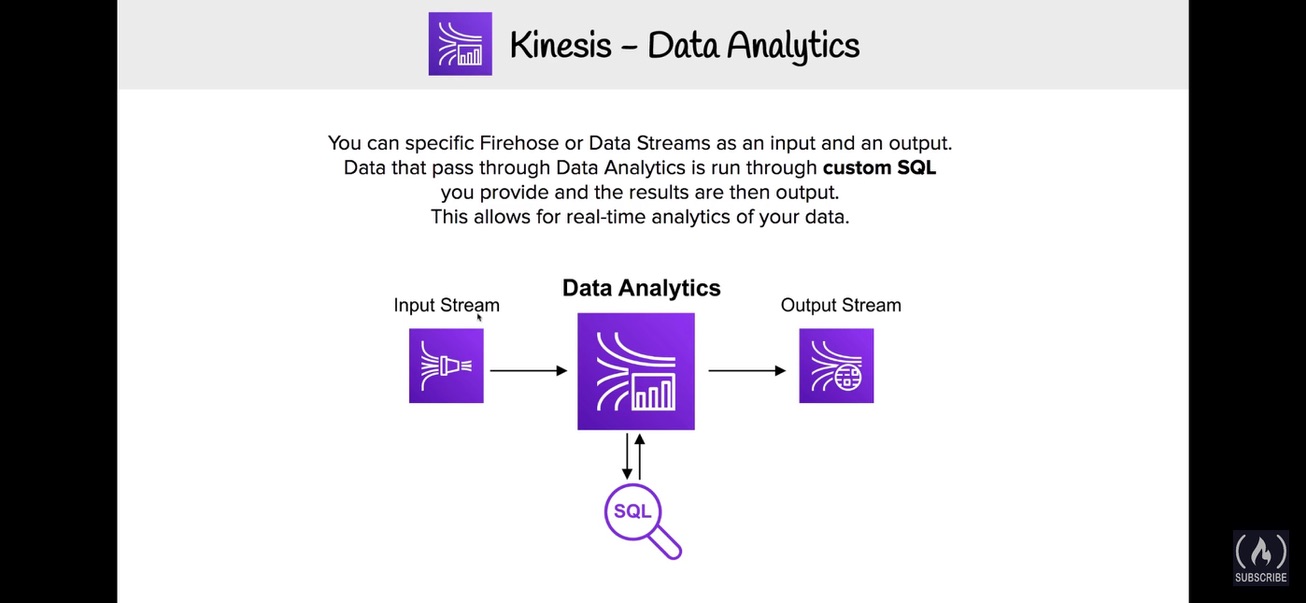 Kinesis – Data Analytics
You can specific Firehose or Data Streams as an input and an output.
Data that pass through Data Analytics is run through custom SQL
you provide and the results are then output.
This allows for real-time analytics of your data.
Data Analytics
Input Stream
Output Stream
SQL
SUBSCRIBE